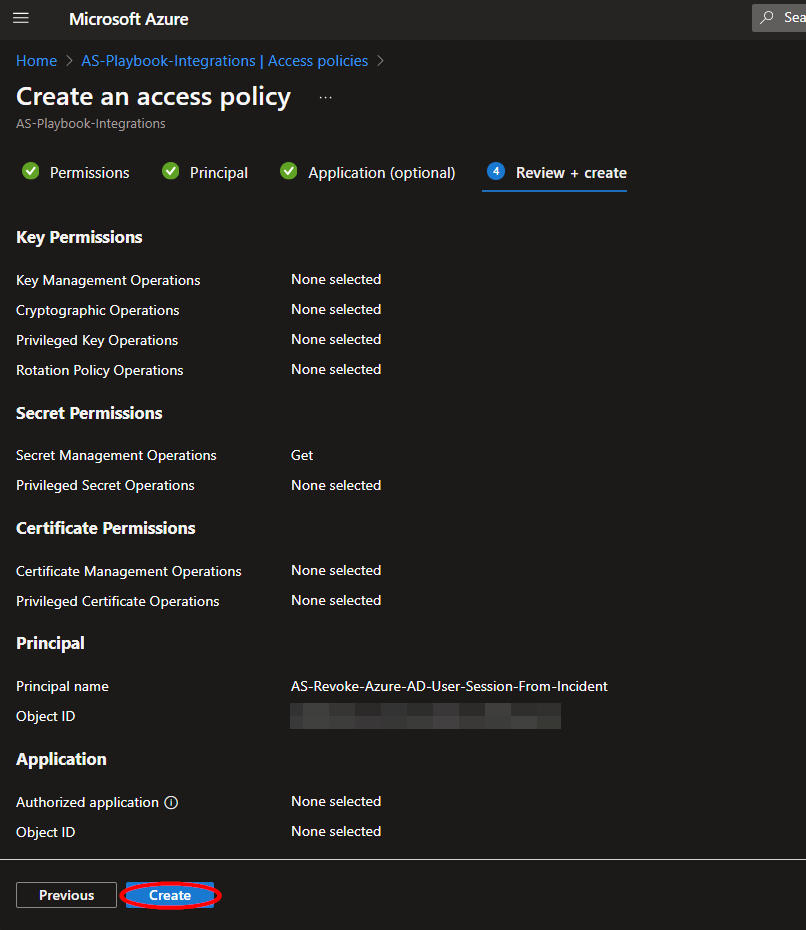 Microsoft Azure
Sea
Home > AS-Playbook-Integrations | Access policies >
Create an access policy ...
AS-Playbook-Integrations
Permissions Principal Application (optional) 4 Review + create
Key Permissions
Key Management Operations None selected
Cryptographic Operations None selected
Privileged Key Operations None selected
Rotation Policy Operations None selected
Secret Permissions
Secret Management Operations Get
Privileged Secret Operations None selected
Certificate Permissions
Certificate Management Operations None selected
Privileged Certificate Operations None selected
Principal
Principal name AS-Revoke-Azure-AD-User-Session-From-Incident
Object ID
Application
Authorized application None selected
Object ID None selected
Previous Create